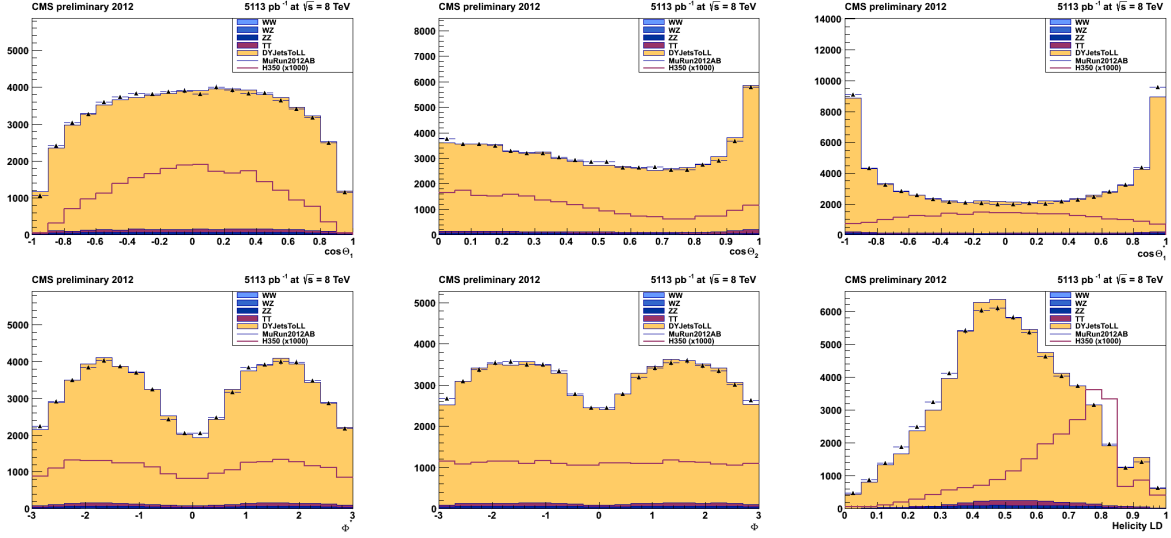 CMS preliminary 2012 5113 pb⁻¹ at √s = 8 TeV
WW
WZ
ZZ
TT
DYJetsToLL
MuRun2012AB
H350 (x1000)
5000
4000
3000
2000
1000
0
-1 -0.8 -0.6 -0.4 -0.2 0 0.2 0.4 0.6 0.8 1
cosΘ₁
CMS preliminary 2012 5113 pb⁻¹ at √s = 8 TeV
WW
WZ
ZZ
TT
DYJetsToLL
MuRun2012AB
H350 (x1000)
8000
7000
6000
5000
4000
3000
2000
1000
0
0 0.1 0.2 0.3 0.4 0.5 0.6 0.7 0.8 0.9 1
cosΘ₂
CMS preliminary 2012 5113 pb⁻¹ at √s = 8 TeV
WW
WZ
ZZ
TT
DYJetsToLL
MuRun2012AB
H350 (x1000)
14000
12000
10000
8000
6000
4000
2000
0
-1 -0.8 -0.6 -0.4 -0.2 0 0.2 0.4 0.6 0.8 1
cosΘ₁*
CMS preliminary 2012 5113 pb⁻¹ at √s = 8 TeV
WW
WZ
ZZ
TT
DYJetsToLL
MuRun2012AB
H350 (x1000)
5000
4000
3000
2000
1000
0
-3 -2 -1 0 1 2 3
Φ
CMS preliminary 2012 5113 pb⁻¹ at √s = 8 TeV
WW
WZ
ZZ
TT
DYJetsToLL
MuRun2012AB
H350 (x1000)
5000
4000
3000
2000
1000
0
-3 -2 -1 0 1 2 3
Φ
CMS preliminary 2012 5113 pb⁻¹ at √s = 8 TeV
WW
WZ
ZZ
TT
DYJetsToLL
MuRun2012AB
H350 (x1000)
6000
5000
4000
3000
2000
1000
0
0 0.1 0.2 0.3 0.4 0.5 0.6 0.7 0.8 0.9 1
Helicity LD